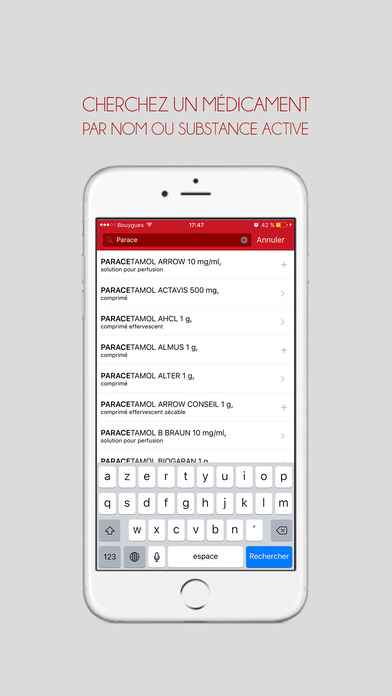 CHERCHEZ UN MÉDICAMENT
PAR NOM OU SUBSTANCE ACTIVE
Bouygues 17:47 42 %
Parace Annuler
PARACETAMOL ARROW 10 mg/ml,
solution pour perfusion
PARACETAMOL ACTAVIS 500 mg,
comprimé
PARACETAMOL AHCL 1 g,
comprimé effervescent
PARACETAMOL ALMUS 1 g,
comprimé
PARACETAMOL ALTER 1 g,
comprimé effervescent sécable
PARACETAMOL ARROW CONSEIL 1 g,
comprimé
PARACETAMOL B BRAUN 10 mg/ml,
solution pour perfusion
PARACETAMOL BIOGARAN 1 g,
a z e r t y u i o p
q s d f g h j k l m
w x c v b n ´
123 espace Rechercher